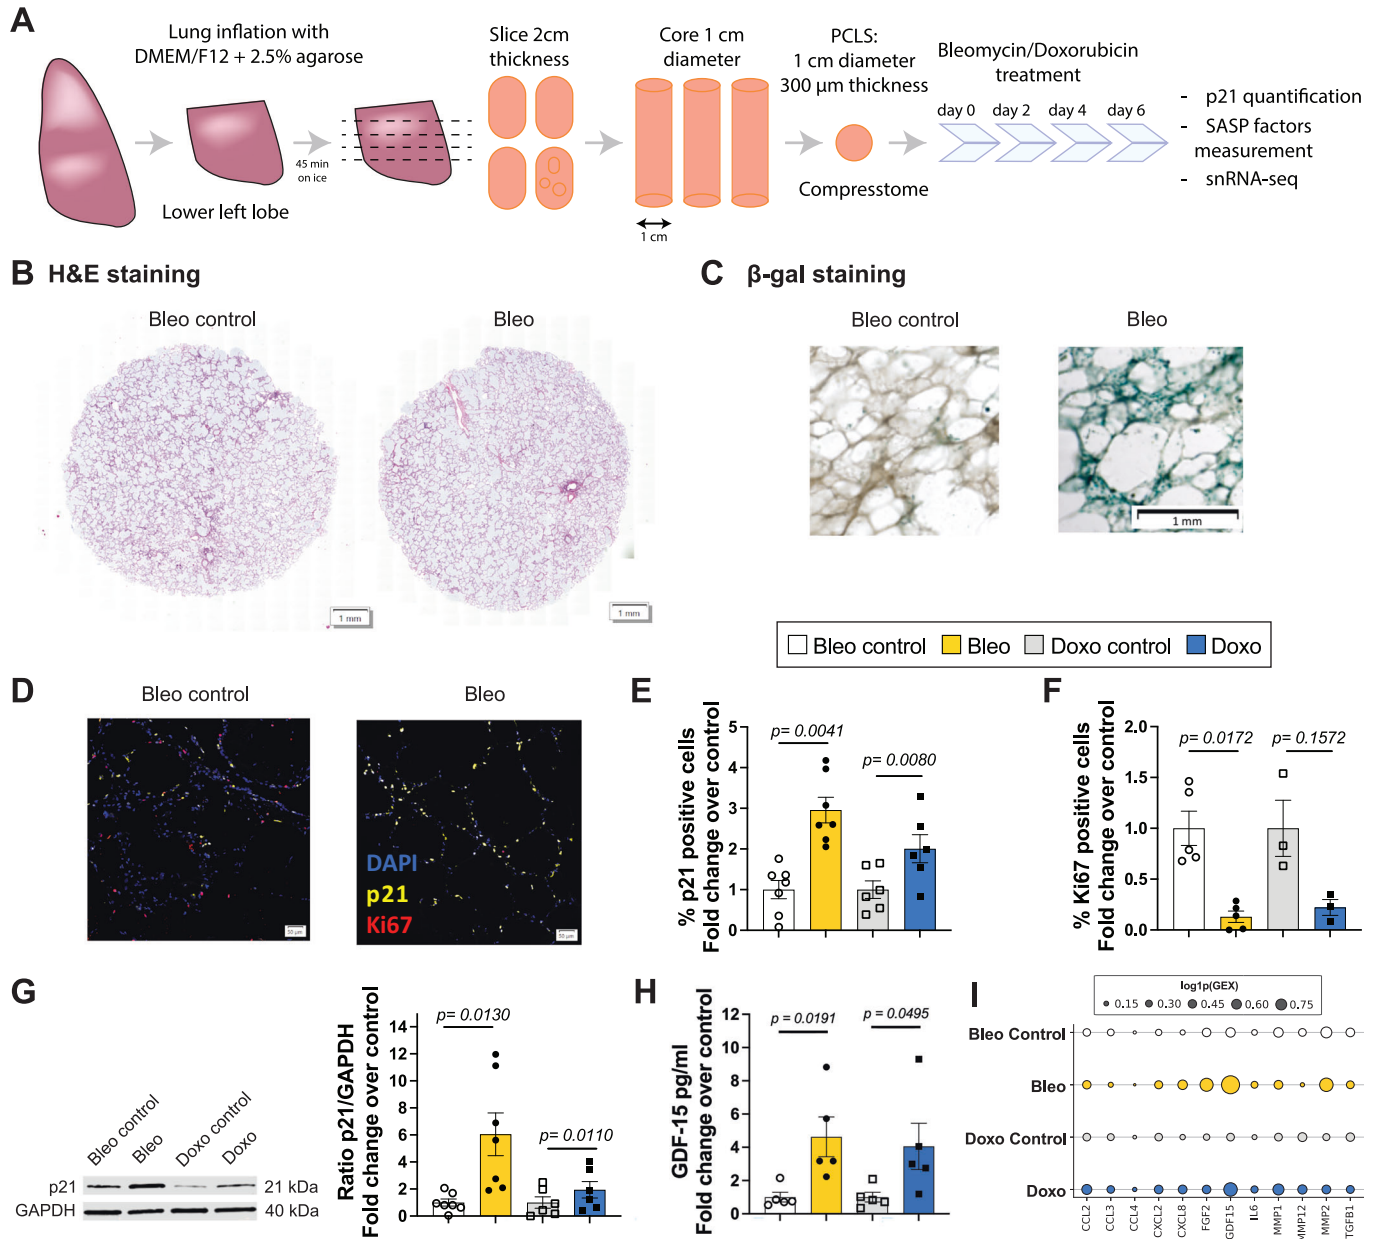 A
Lung inflation with
DMEM/F12 + 2.5% agarose
Slice 2cm
thickness
Core 1 cm
diameter
PCLS:
1 cm diameter
300 µm thickness
Bleomycin/Doxorubicin
treatment
day 0 day 2 day 4 day 6
- p21 quantification
- SASP factors
measurement
- snRNA-seq
45 min
on ice
Lower left lobe
1 cm
Compresstome
B H&E staining
Bleo control
Bleo
1 mm
1 mm
C β-gal staining
Bleo control
Bleo
1 mm
Bleo control Bleo Doxo control Doxo
D
Bleo control
Bleo
DAPI
p21
Ki67
50 µm
50 µm
E
% p21 positive cells
Fold change over control
5
4
3
2
1
0
p= 0.0041
p= 0.0080
F
% Ki67 positive cells
Fold change over control
2.0
1.5
1.0
0.5
0.0
p= 0.0172
p= 0.1572
G
Bleo control
Bleo
Doxo control
Doxo
p21 21 kDa
GAPDH 40 kDa
Ratio p21/GAPDH
Fold change over control
14
12
10
8
6
4
2
0
p= 0.0130
p= 0.0110
H
GDF-15 pg/ml
Fold change over control
12
10
8
6
4
2
0
p = 0.0191
p = 0.0495
I
log1p(GEX)
0.15 0.30 0.45 0.60 0.75
Bleo Control
Bleo
Doxo Control
Doxo
CCL2
CCL3
CCL4
CXCL2
CXCL8
FGF2
GDF15
IL6
MMP1
MMP12
MMP2
TGFB1